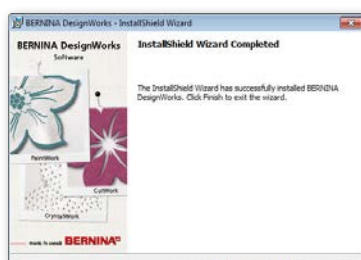 BERNINA DesignWorks - InstallShield Wizard
BERNINA DesignWorks
Software
PaintWork
CutWork
CrystalWork
made to create BERNINA
InstallShield Wizard Completed
The InstallShield Wizard has successfully installed BERNINA
DesignWorks. Click Finish to exit the wizard.